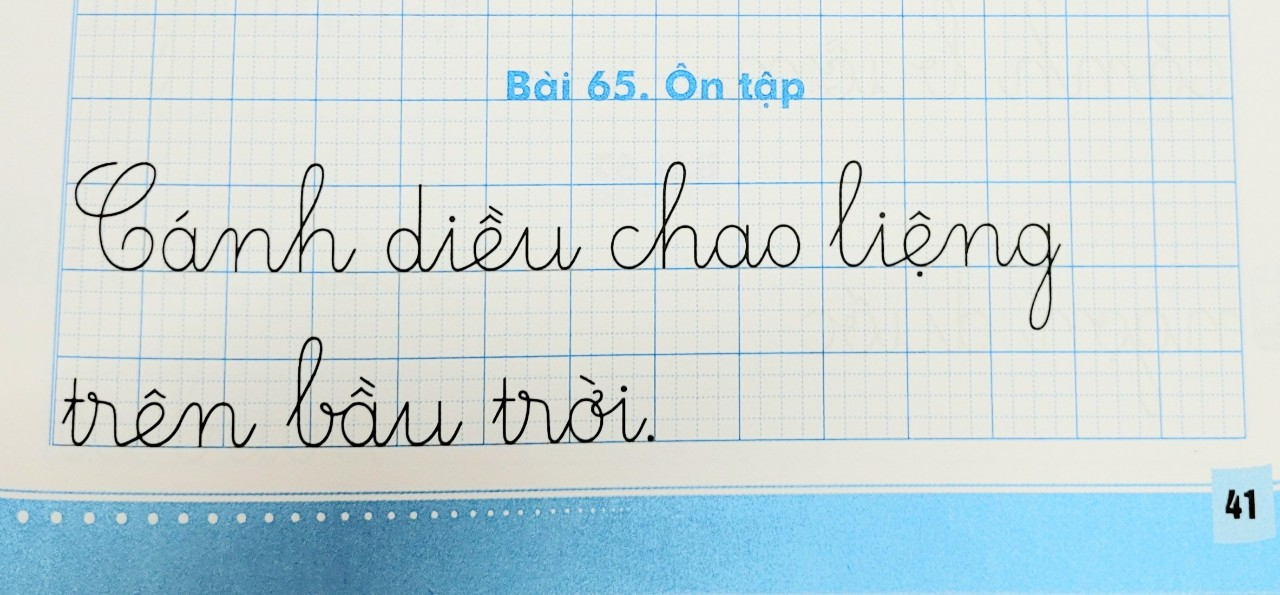 Bài 65. Ôn tập
Cánh diều chao liệng
trên bầu trời.
41